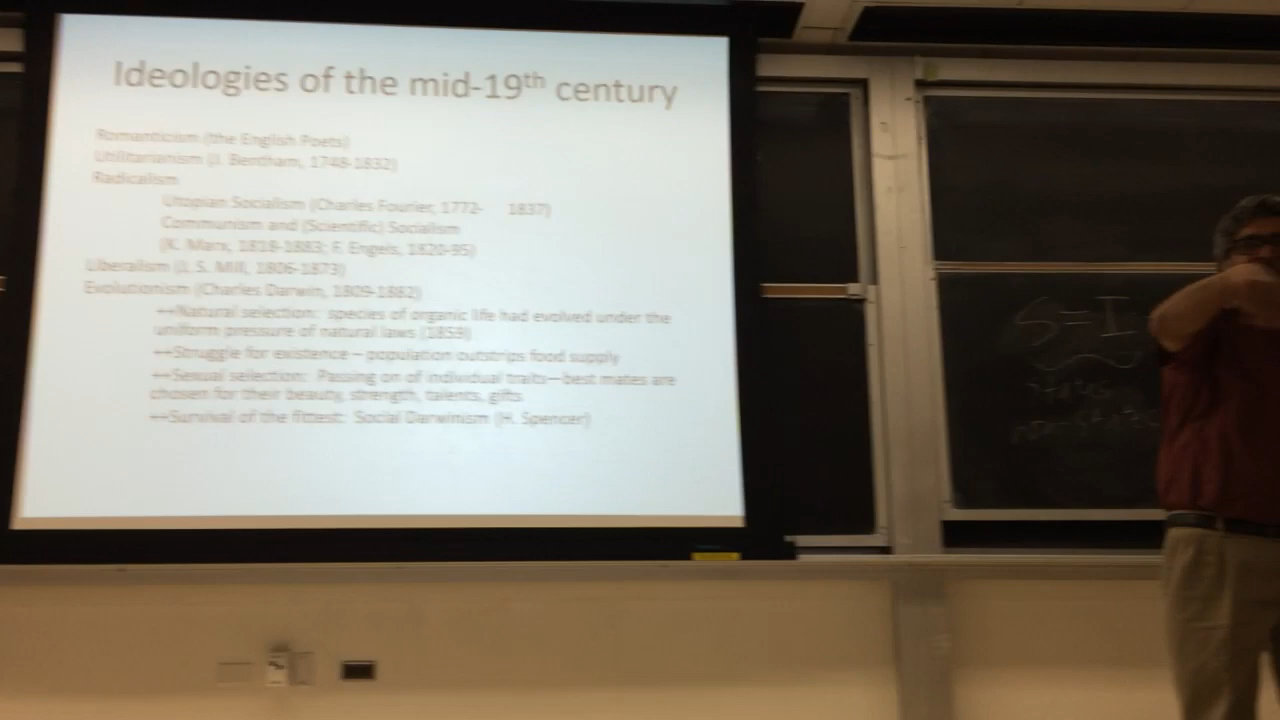 Ideologies of the mid-19th century
Romanticism (the English Poets)
Utilitarianism (J. Bentham, 1748-1832)
Radicalism
Utopian Socialism (Charles Fourier, 1772- 1837)
Communism and (Scientific) Socialism
(K. Marx, 1818-1883; F. Engels, 1820-95)
Liberalism (J. S. Mill, 1806-1873)
Evolutionism (Charles Darwin, 1809-1882)
--Natural selection: species of organic life had evolved under the
uniform pressure of natural laws (1859)
--Struggle for existence – population outstrips food supply
--Sexual selection: Passing on of individual traits—best mates are
chosen for their beauty, strength, talents, gifts
--Survival of the fittest: Social Darwinism (H. Spencer)
S = I
states